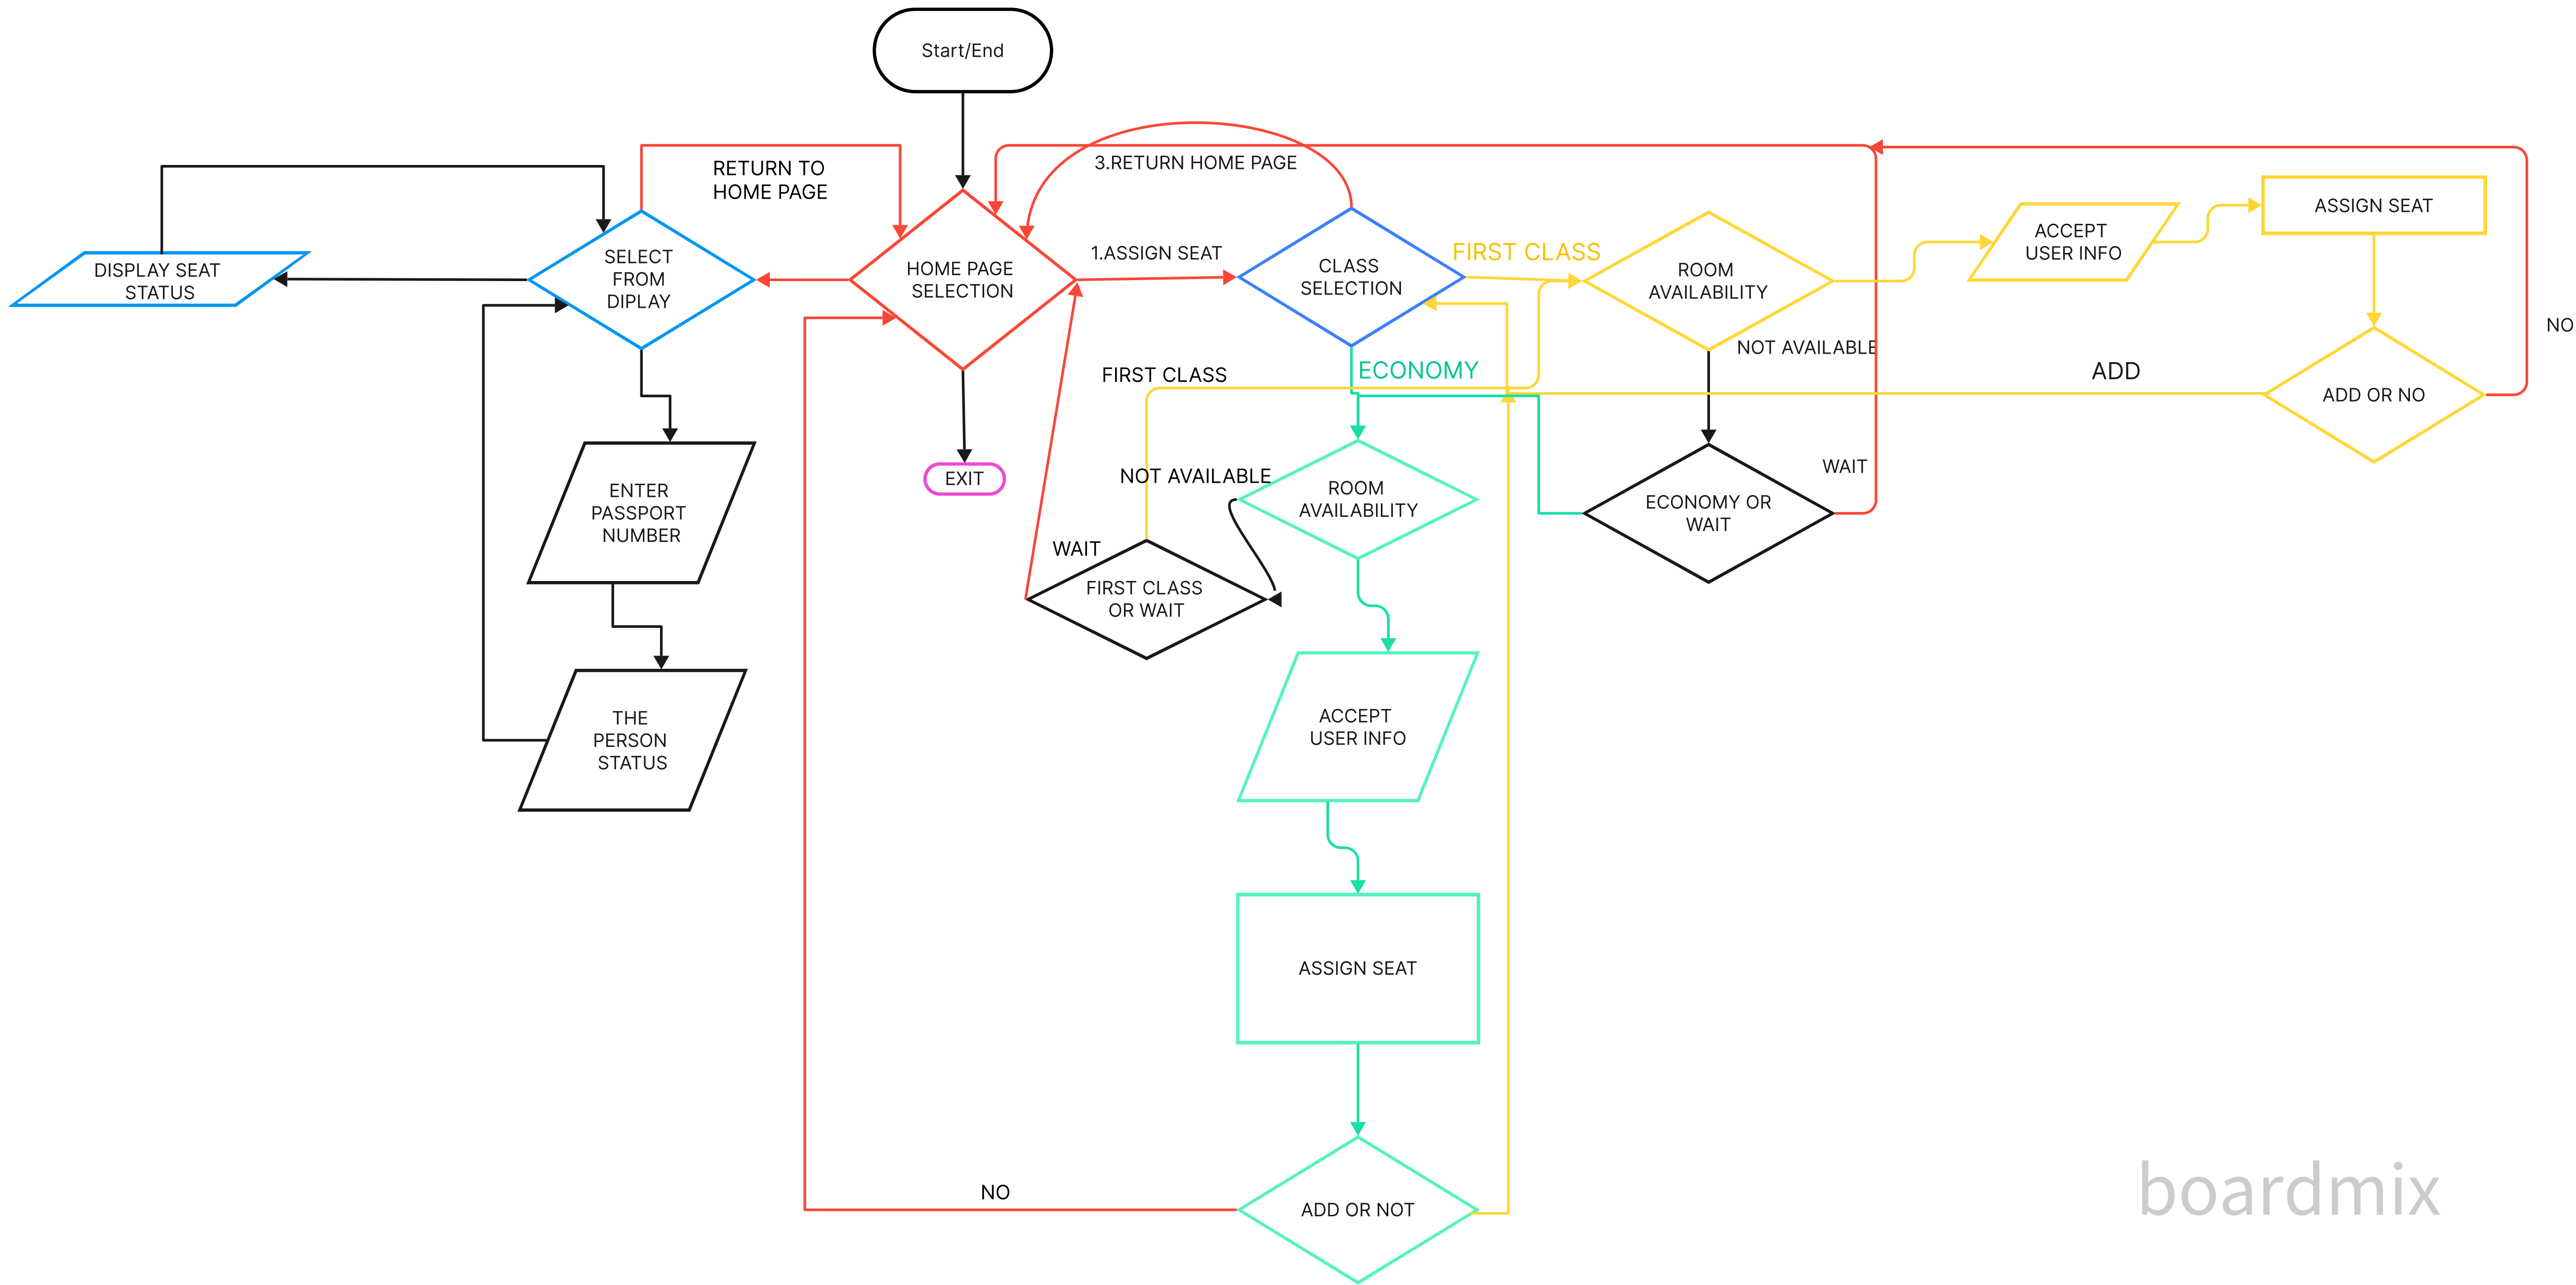 Start/End
RETURN TO
HOME PAGE
3.RETURN HOME PAGE
DISPLAY SEAT
STATUS
SELECT
FROM
DIPLAY
HOME PAGE
SELECTION
1.ASSIGN SEAT
CLASS
SELECTION
FIRST CLASS
ROOM
AVAILABILITY
ACCEPT
USER INFO
ASSIGN SEAT
NO
NOT AVAILABLE
ADD
ADD OR NO
FIRST CLASS
ECONOMY
EXIT
NOT AVAILABLE
ROOM
AVAILABILITY
WAIT
ECONOMY OR
WAIT
ENTER
PASSPORT
NUMBER
WAIT
FIRST CLASS
OR WAIT
THE
PERSON
STATUS
ACCEPT
USER INFO
ASSIGN SEAT
NO
ADD OR NOT
boardmix